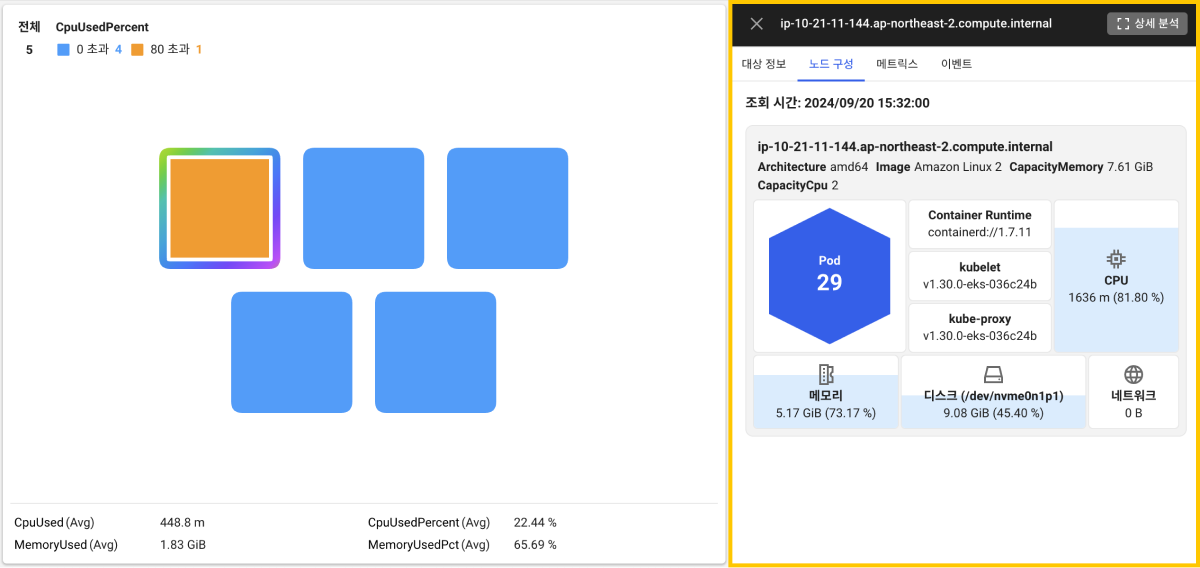 전체 CpuUsedPercent
5 0 초과 4 80 초과 1
CpuUsed (Avg) 448.8 m CpuUsedPercent (Avg) 22.44 %
MemoryUsed (Avg) 1.83 GiB MemoryUsedPct (Avg) 65.69 %
ip-10-21-11-144.ap-northeast-2.compute.internal 상세 분석
대상 정보 노드 구성 메트릭스 이벤트
조회 시간: 2024/09/20 15:32:00
ip-10-21-11-144.ap-northeast-2.compute.internal
Architecture amd64 Image Amazon Linux 2 CapacityMemory 7.61 GiB
CapacityCpu 2
Pod
29
Container Runtime
containerd://1.7.11
kubelet
v1.30.0-eks-036c24b
kube-proxy
v1.30.0-eks-036c24b
CPU
1636 m (81.80 %)
메모리
5.17 GiB (73.17 %)
디스크 (/dev/nvme0n1p1)
9.08 GiB (45.40 %)
네트워크
0 B